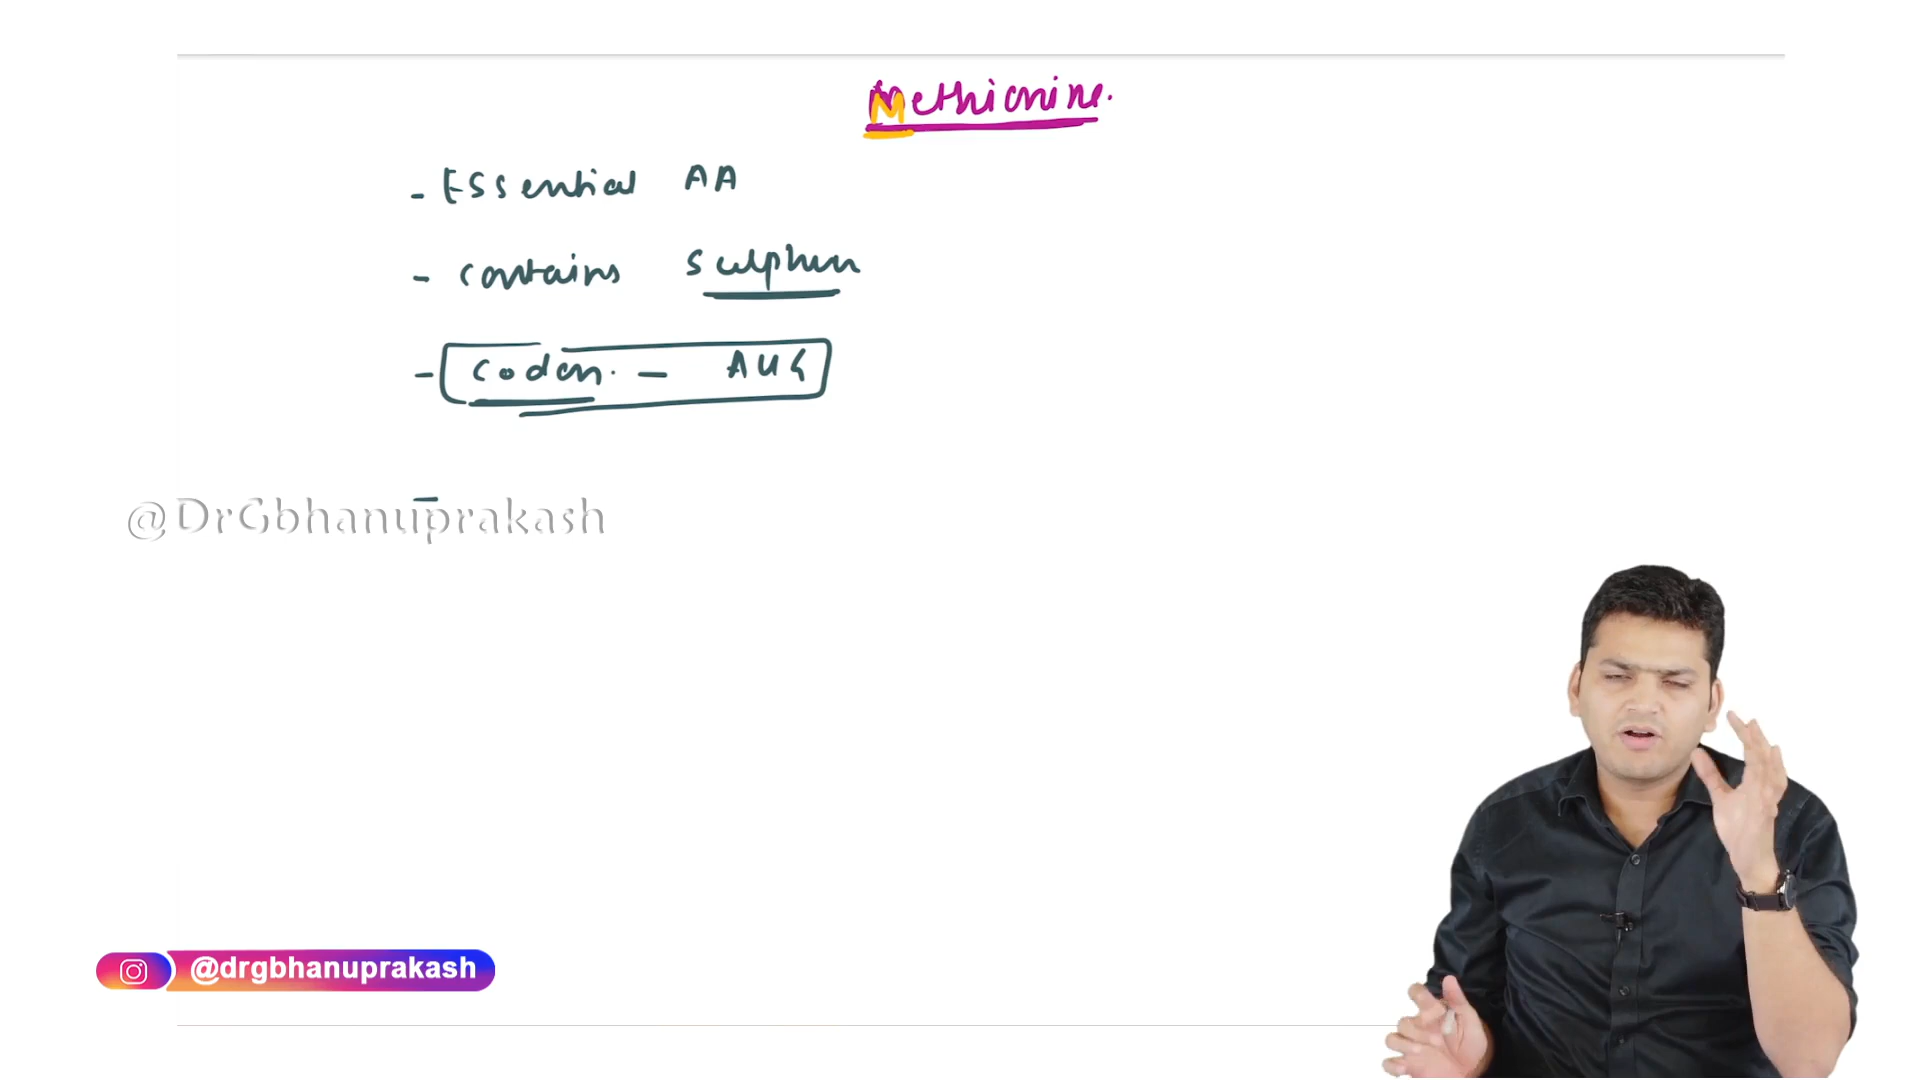 Methionine.
- Essential AA
- contains sulphur
- codon. - AUG
-
@DrGbhanuprakash
@drgbhanuprakash